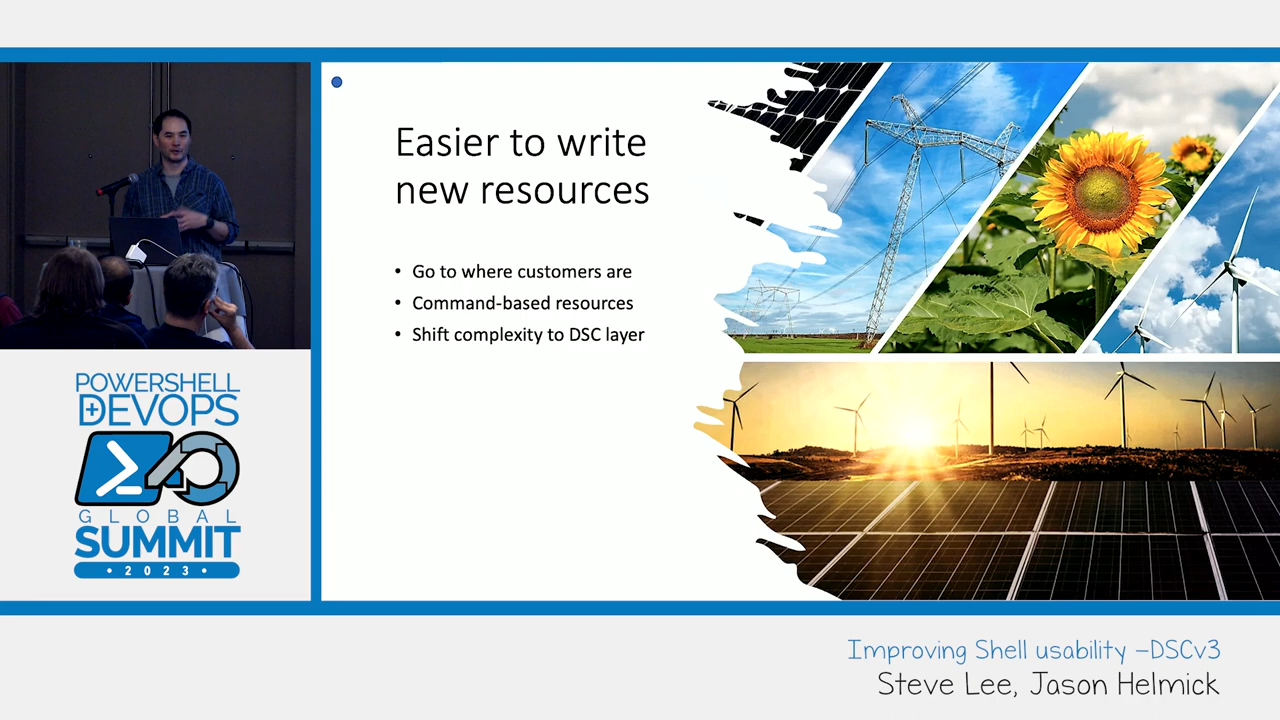 Easier to write
new resources
• Go to where customers are
• Command-based resources
• Shift complexity to DSC layer
POWERSHELL
+DEVOPS
GLOBAL
SUMMIT
• 2023 •
Improving Shell usability –DSCv3
Steve Lee, Jason Helmick